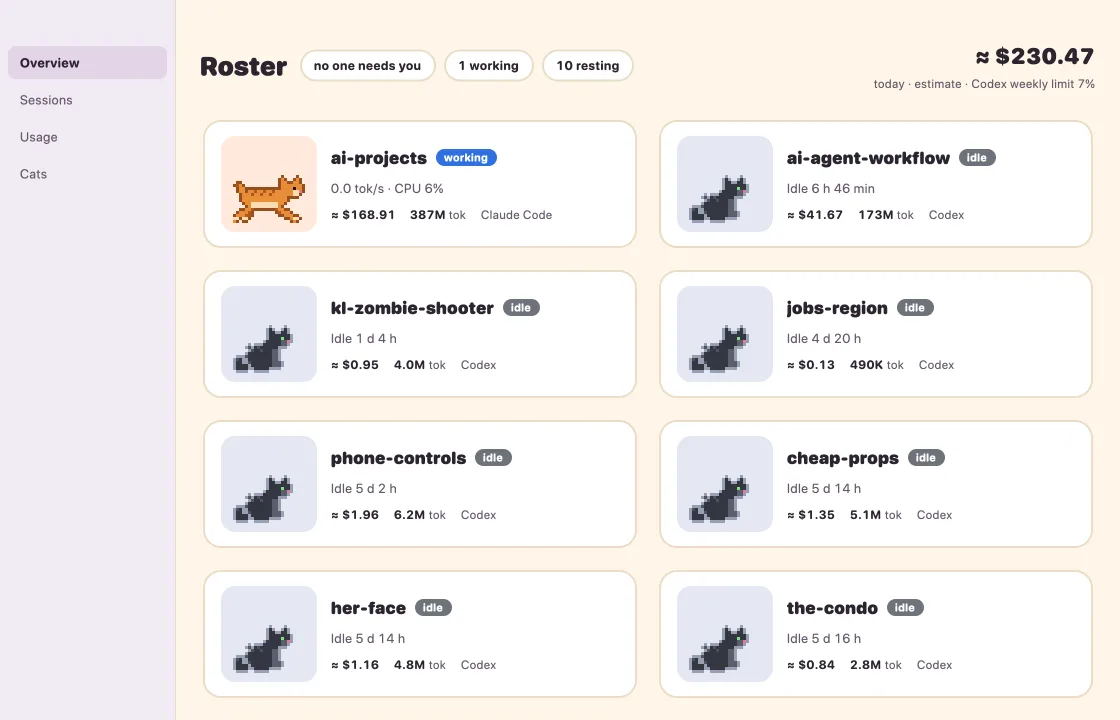 Overview
Sessions
Usage
Cats
Roster
no one needs you
1 working
10 resting
≈ $230.47
today · estimate · Codex weekly limit 7%
ai-projects working
0.0 tok/s · CPU 6%
≈ $168.91 387M tok Claude Code
ai-agent-workflow idle
Idle 6 h 46 min
≈ $41.67 173M tok Codex
kl-zombie-shooter idle
Idle 1 d 4 h
≈ $0.95 4.0M tok Codex
jobs-region idle
Idle 4 d 20 h
≈ $0.13 490K tok Codex
phone-controls idle
Idle 5 d 2 h
≈ $1.96 6.2M tok Codex
cheap-props idle
Idle 5 d 14 h
≈ $1.35 5.1M tok Codex
her-face idle
Idle 5 d 14 h
≈ $1.16 4.8M tok Codex
the-condo idle
Idle 5 d 16 h
≈ $0.84 2.8M tok Codex